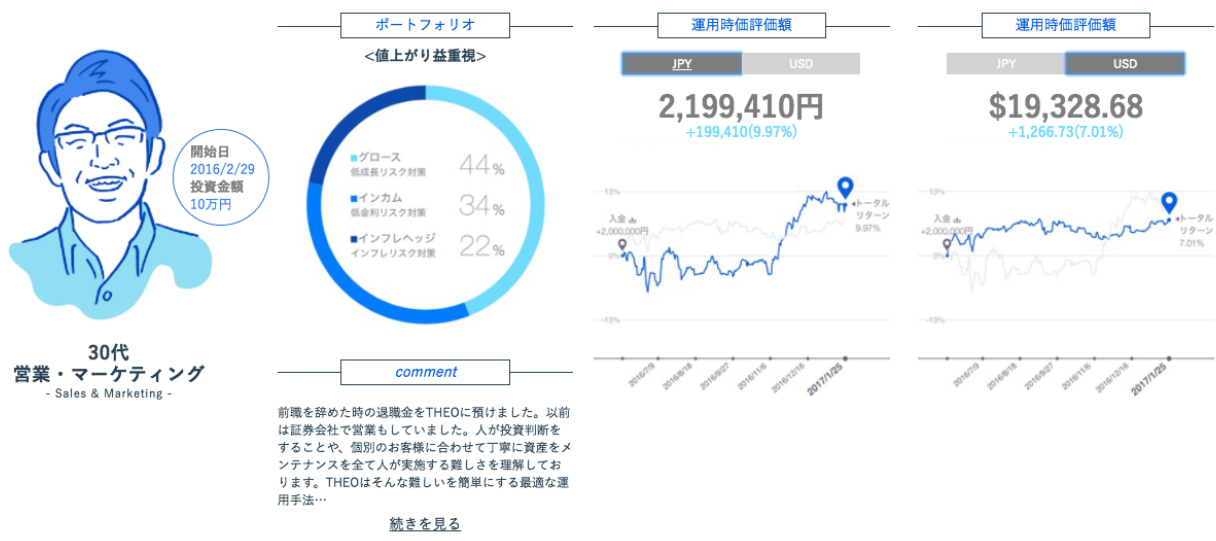 開始日
2016/2/29
投資金額
10万円
30代
営業・マーケティング
- Sales & Marketing -
ポートフォリオ
<値上がり益重視>
グロース
低成長リスク対策
44%
インカム
低金利リスク対策
34%
インフレヘッジ
インフレリスク対策
22%
comment
前職を辞めた時の退職金をTHEOに預けました。以前
は証券会社で営業もしていました。人が投資判断を
することや、個別のお客様に合わせて丁寧に資産をメ
ンテナンスを全て人が実施する難しさを理解してお
ります。THEOはそんな難しいを簡単にする最適な運
用手法…
続きを見る
運用時価評価額
JPY
USD
2,199,410円
+199,410(9.97%)
13%
入金
+2,000,000円
0%
-13%
トータル
リターン
9.97%
2016/7/9
2016/8/18
2016/9/27
2016/11/6
2016/12/16
2017/1/25
運用時価評価額
JPY
USD
$19,328.68
+1,266.73(7.01%)
13%
入金
+2,000,000円
0%
-13%
トータル
リターン
7.01%
2016/7/9
2016/8/18
2016/9/27
2016/11/6
2016/12/16
2017/1/25